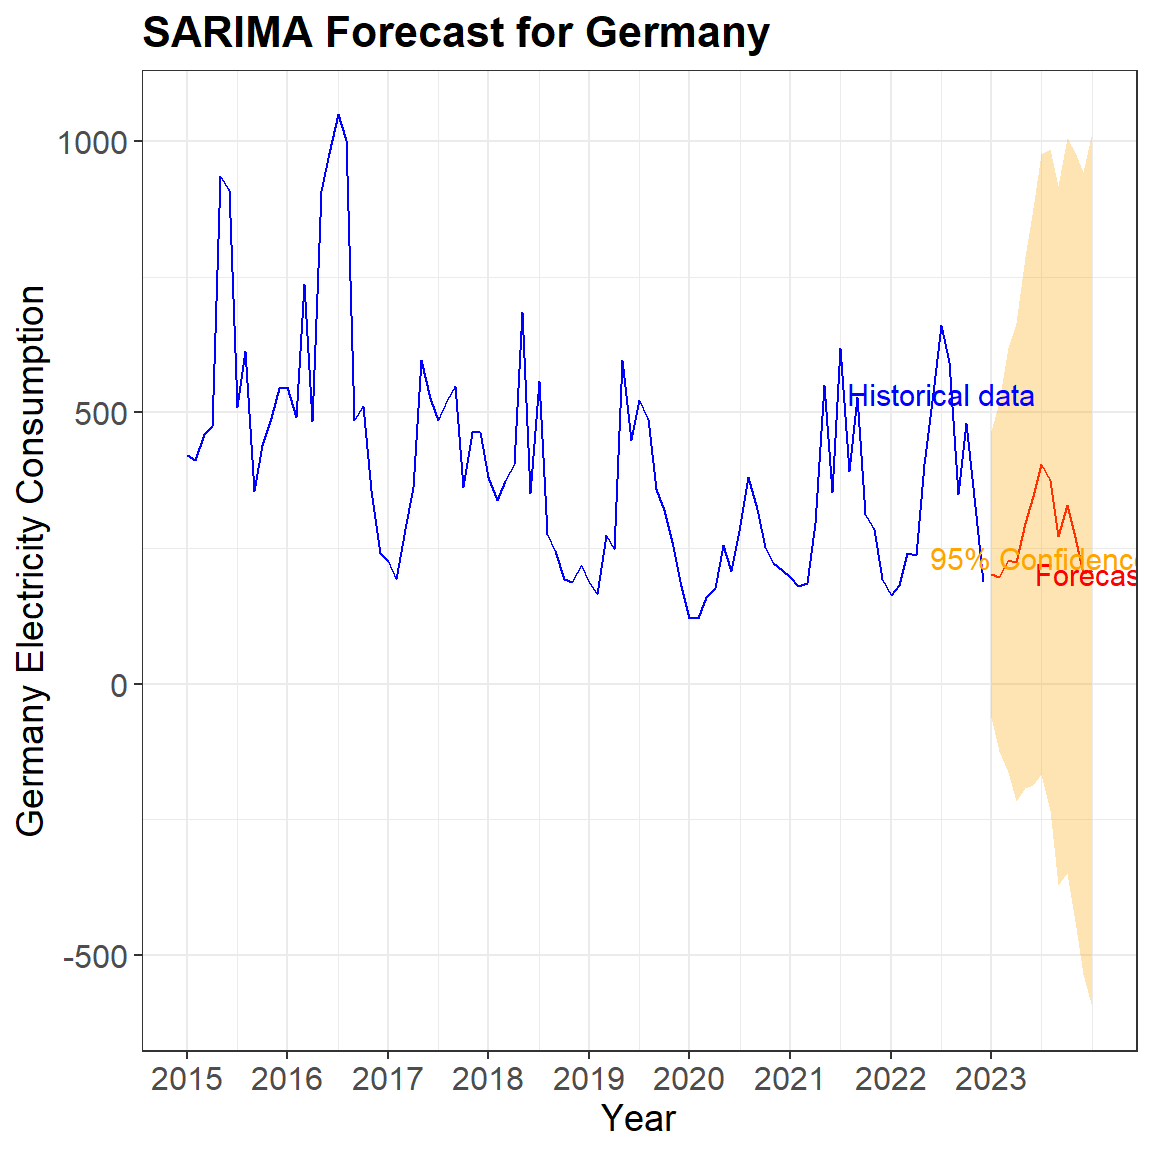 SARIMA Forecast for Germany
Germany Electricity Consumption
1000
500
0
-500
Historical data
95% Confidence
Forecas
2015 2016 2017 2018 2019 2020 2021 2022 2023
Year